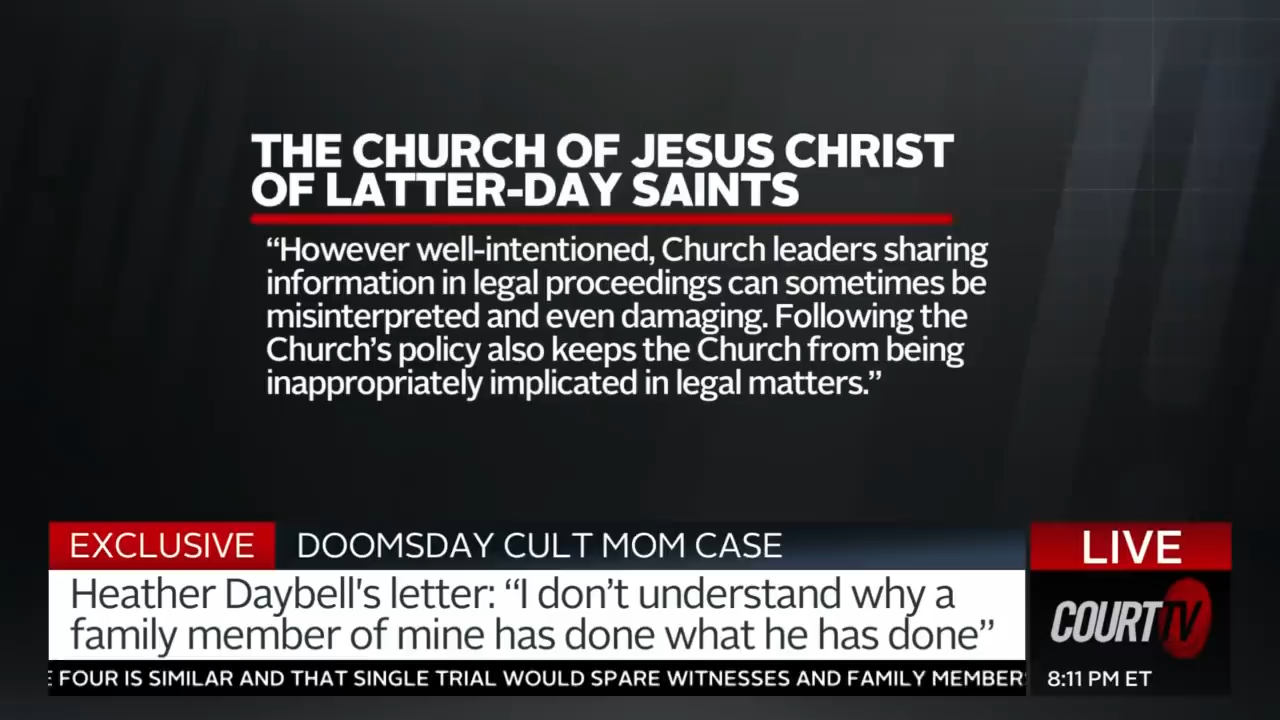 THE CHURCH OF JESUS CHRIST
OF LATTER-DAY SAINTS
“However well-intentioned, Church leaders sharing
information in legal proceedings can sometimes be
misinterpreted and even damaging. Following the
Church’s policy also keeps the Church from being
inappropriately implicated in legal matters.”
EXCLUSIVE DOOMSDAY CULT MOM CASE
LIVE
Heather Daybell's letter: “I don’t understand why a
family member of mine has done what he has done”
COURT TV
FOUR IS SIMILAR AND THAT SINGLE TRIAL WOULD SPARE WITNESSES AND FAMILY MEMBER
8:11 PM ET